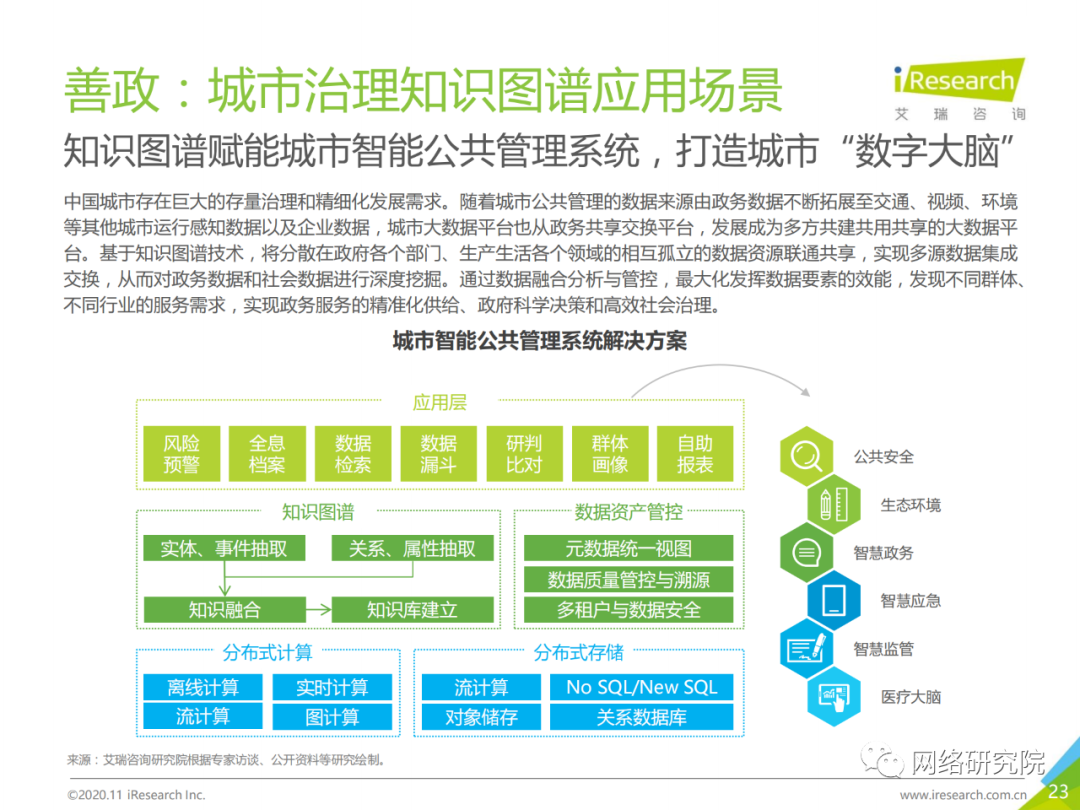 善政：城市治理知识图谱应用场景
iResearch
艾 瑞 咨 询
知识图谱赋能城市智能公共管理系统，打造城市“数字大脑”
中国城市存在巨大的存量治理和精细化发展需求。随着城市公共管理的数据来源由政务数据不断拓展至交通、视频、环境
等其他城市运行感知数据以及企业数据，城市大数据平台也从政务共享交换平台，发展成为多方共建共用共享的大数据平
台。基于知识图谱技术，将分散在政府各个部门、生产生活各个领域的相互孤立的数据资源联通共享，实现多源数据集成
交换，从而对政务数据和社会数据进行深度挖掘。通过数据融合分析与管控，最大化发挥数据要素的效能，发现不同群体、
不同行业的服务需求，实现政务服务的精准化供给、政府科学决策和高效社会治理。
城市智能公共管理系统解决方案
应用层
风险
预警
全息
档案
数据
检索
数据
漏斗
研判
比对
群体
画像
自助
报表
知识图谱
实体、事件抽取
关系、属性抽取
知识融合
知识库建立
数据资产管控
元数据统一视图
数据质量管控与溯源
多租户与数据安全
分布式计算
离线计算
实时计算
流计算
图计算
分布式存储
流计算
No SQL/New SQL
对象储存
关系数据库
公共安全
生态环境
智慧政务
智慧应急
智慧监管
医疗大脑
来源：艾瑞咨询研究院根据专家访谈、公开资料等研究绘制。
网络研究院
©2020.11 iResearch Inc.
www.iresearch.com.cn
23